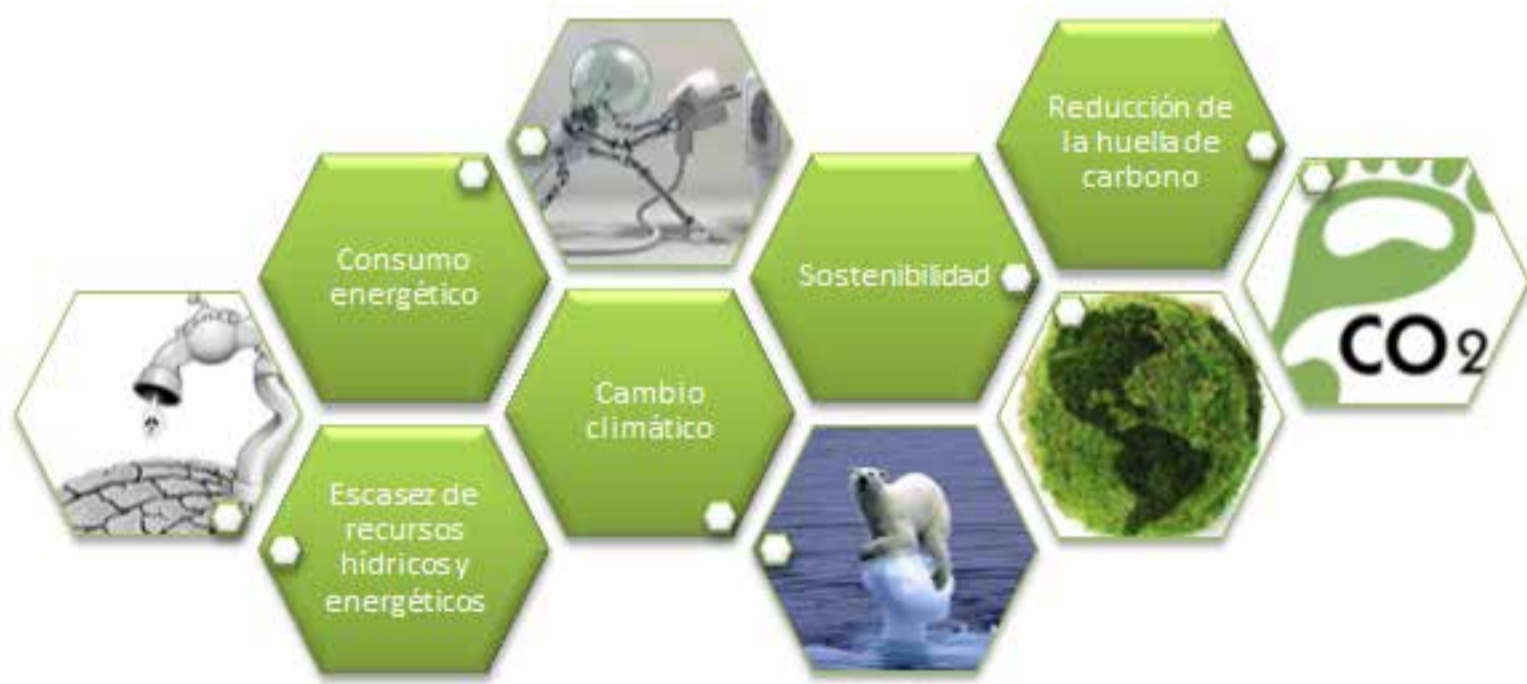 Reducción de
la huella de
carbono
Consumo
energético
Sostenibilidad
CO2
Cambio
climático
Escasez de
recursos
hídricos y
energéticos